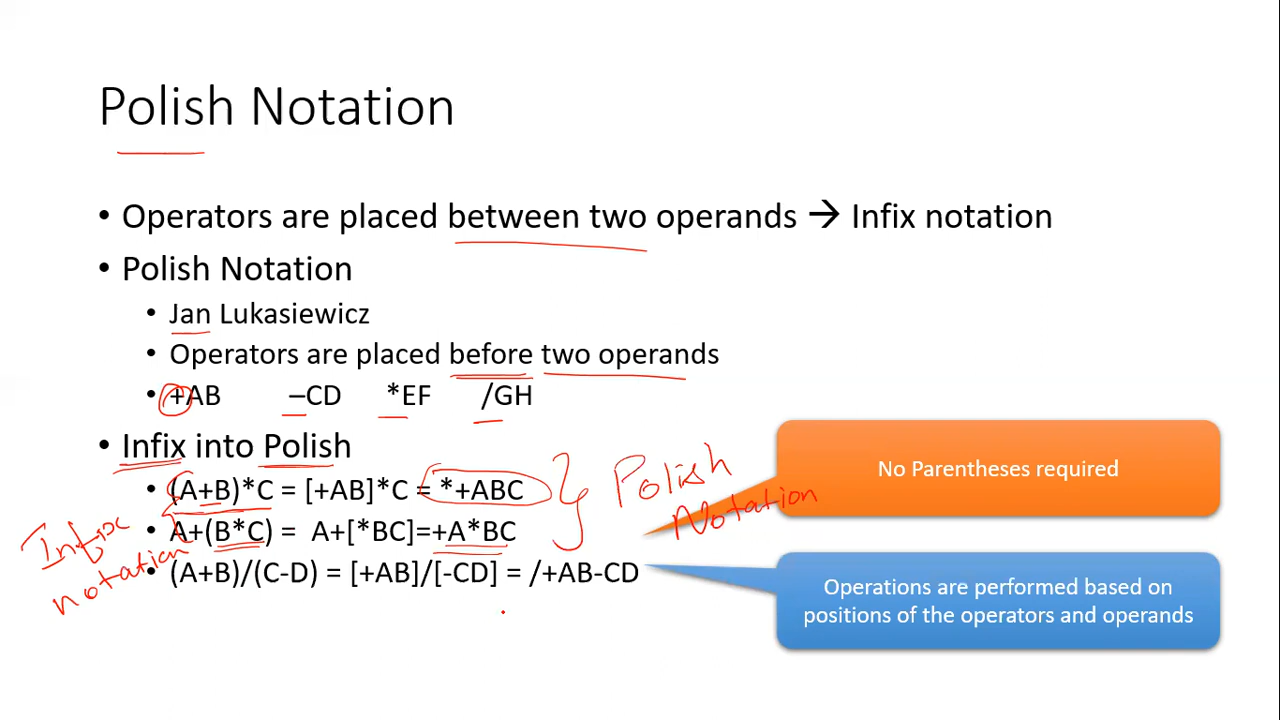 Polish Notation
• Operators are placed between two operands → Infix notation
• Polish Notation
• Jan Lukasiewicz
• Operators are placed before two operands
• +AB –CD *EF /GH
• Infix into Polish
• (A+B)*C = [+AB]*C = *+ABC
• A+(B*C) = A+[*BC]=+A*BC
• (A+B)/(C-D) = [+AB]/[-CD] = /+AB-CD
Infix
notation
Polish
Notation
No Parentheses required
Operations are performed based on
positions of the operators and operands